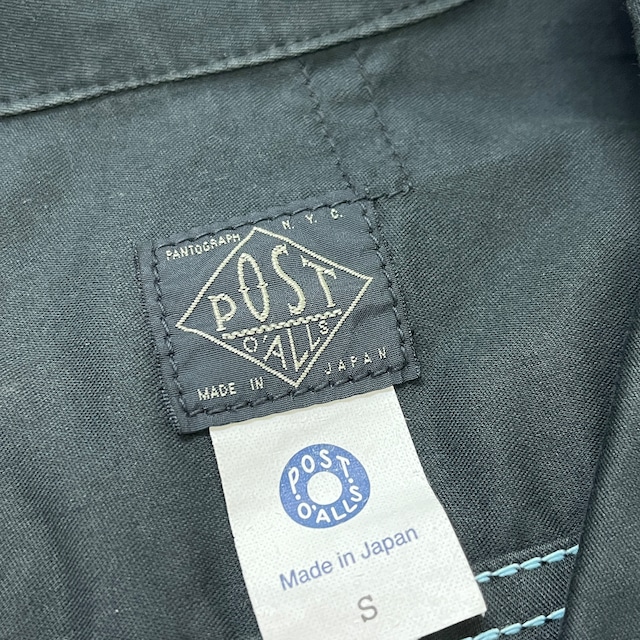 PANTOGRAPH N. Y. C.
POST
O'ALLS
MADE IN JAPAN
POST
O'ALLS
Made in Japan
S